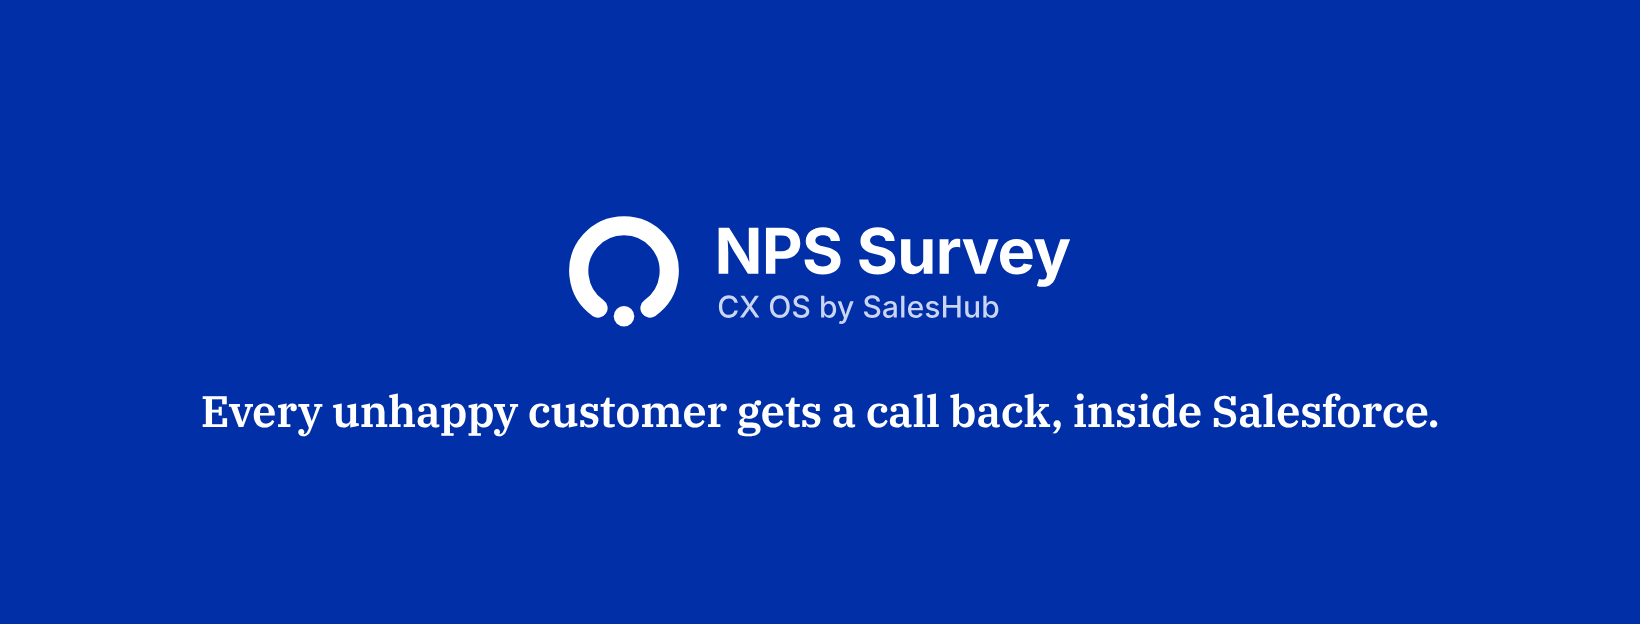 NPS Survey
CX OS by SalesHub
Every unhappy customer gets a call back, inside Salesforce.